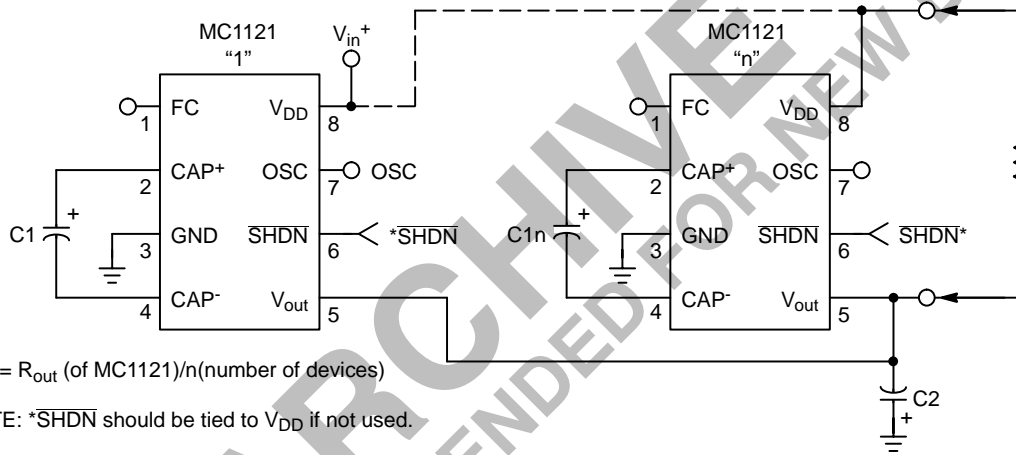 MC1121
"1"
V_in+
FC
V_DD
1
8
CAP+
OSC
OSC
2
7
GND
SHDN
*SHDN
3
6
CAP-
V_out
4
5
C1
+
MC1121
"n"
FC
V_DD
1
8
CAP+
OSC
2
7
GND
SHDN
SHDN*
3
6
CAP-
V_out
4
5
C1n
+
C2
+
= R_out (of MC1121)/n(number of devices)
*SHDN should be tied to V_DD if not used.
FOR NEW